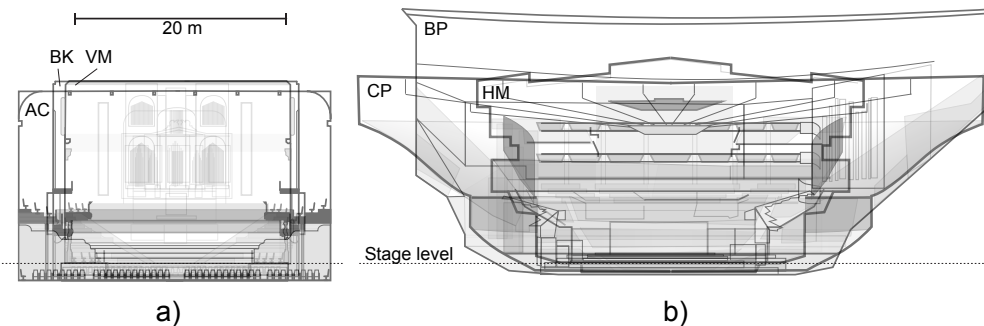 20 m
BK VM
AC
BP
CP HM
Stage level
a) b)